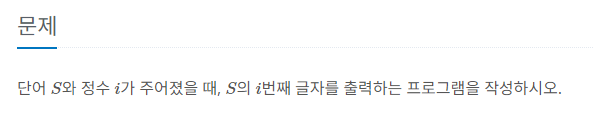 문제
단어 S와 정수 i가 주어졌을 때, S의 i번째 글자를 출력하는 프로그램을 작성하시오.